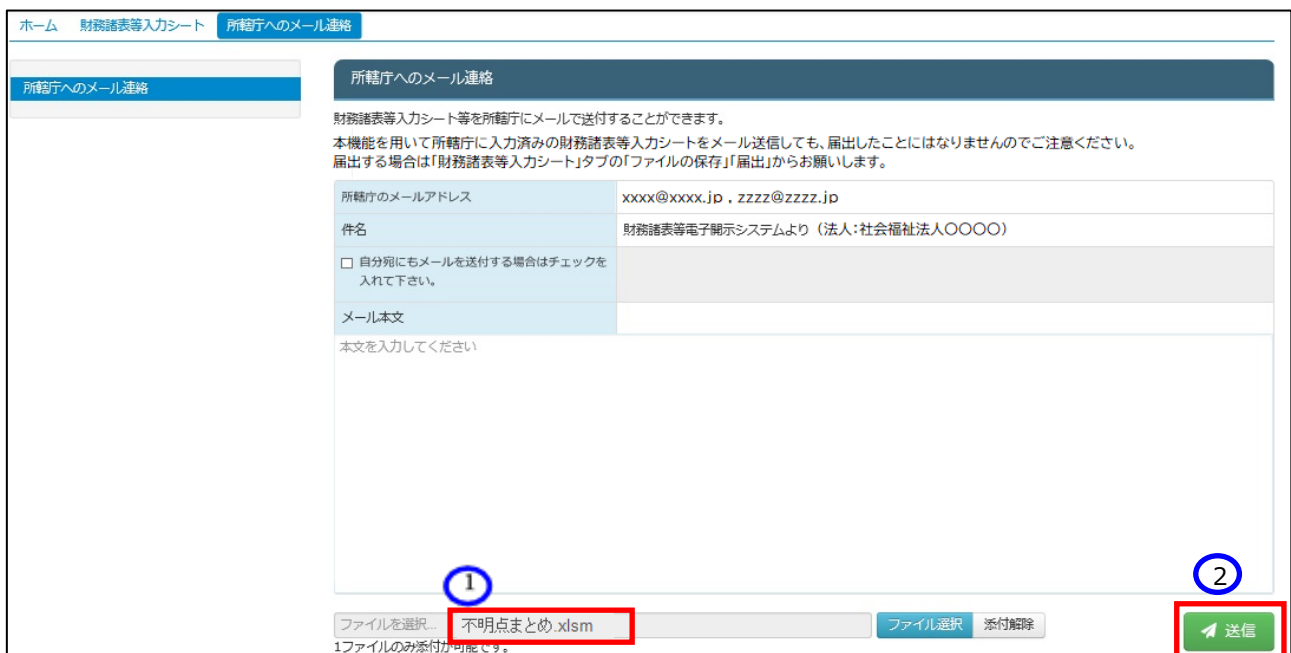 ホーム 財務諸表等入力シート 所轄庁へのメール連絡
所轄庁へのメール連絡
所轄庁へのメール連絡
財務諸表等入力シート等を所轄庁にメールで送付することができます。
本機能を用いて所轄庁に入力済みの財務諸表等入力シートをメール送信しても、届出したことにはなりませんのでご注意ください。
届出する場合は「財務諸表等入力シート」タブの「ファイルの保存」「届出」からお願いします。
所轄庁のメールアドレス xxxx@xxxx.jp , zzzz@zzzz.jp
件名 財務諸表等電子開示システムより（法人：社会福祉法人〇〇〇〇）
自分宛にもメールを送付する場合はチェックを
入れて下さい。
メール本文
本文を入力してください
1
2
ファイルを選択... 不明点まとめ.xlsm ファイル選択 添付解除 送信
1ファイルのみ添付が可能です。